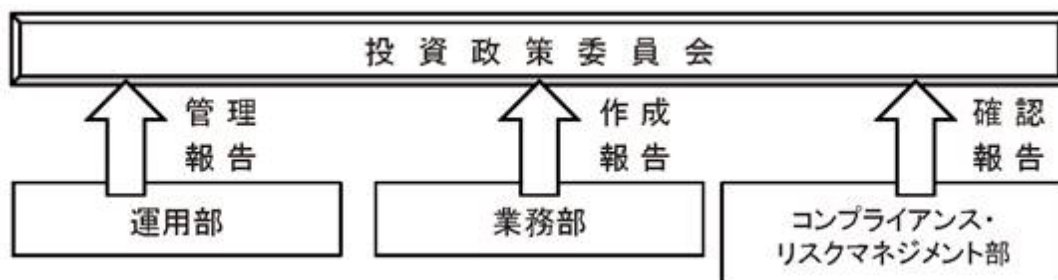 投資政策委員会
管理
報告
作成
報告
確認
報告
運用部
業務部
コンプライアンス・
リスクマネジメント部